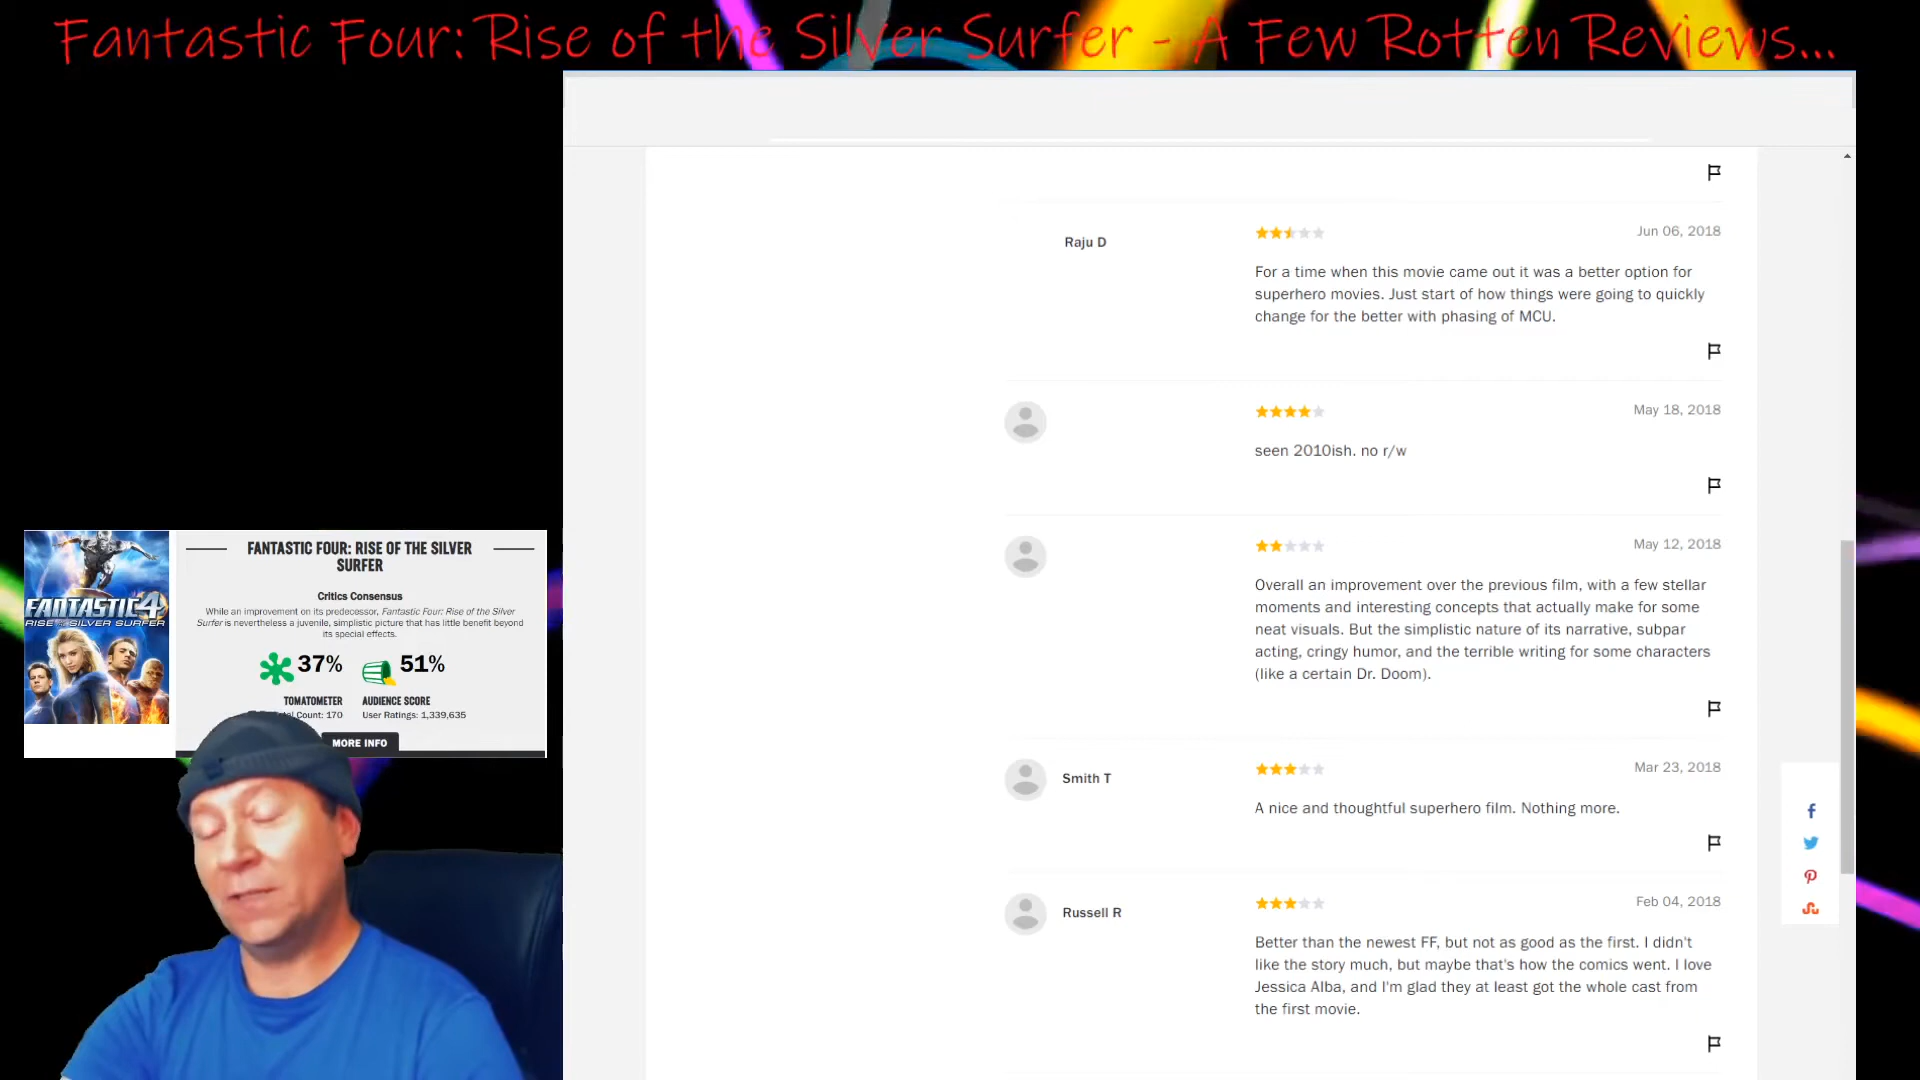 Fantastic Four: Rise of the Silver Surfer - A Few Rotten Reviews...
Raju D
Jun 06, 2018
For a time when this movie came out it was a better option for
superhero movies. Just start of how things were going to quickly
change for the better with phasing of MCU.
May 18, 2018
seen 2010ish. no r/w
May 12, 2018
Overall an improvement over the previous film, with a few stellar
moments and interesting concepts that actually make for some
neat visuals. But the simplistic nature of its narrative, subpar
acting, cringy humor, and the terrible writing for some characters
(like a certain Dr. Doom).
Smith T
Mar 23, 2018
A nice and thoughtful superhero film. Nothing more.
Russell R
Feb 04, 2018
Better than the newest FF, but not as good as the first. I didn't
like the story much, but maybe that's how the comics went. I love
Jessica Alba, and I'm glad they at least got the whole cast from
the first movie.
FANTASTIC 4
RISE OF THE SILVER SURFER
FANTASTIC FOUR: RISE OF THE SILVER
SURFER
Critics Consensus
While an improvement on its predecessor, Fantastic Four: Rise of the Silver
Surfer is nevertheless a juvenile, simplistic picture that has little benefit beyond
its special effects.
37% 51%
TOMATOMETER AUDIENCE SCORE
Count: 170 User Ratings: 1,339,635
MORE INFO